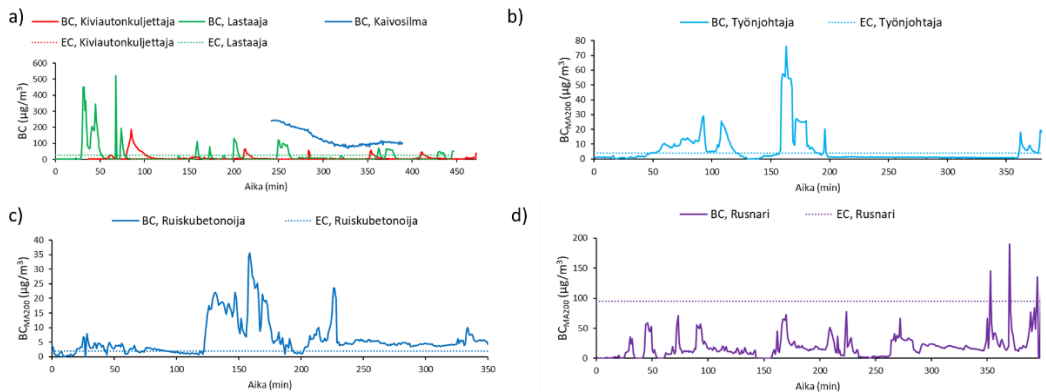 a)
BC, Kiviautonkuljettaja BC, Lastaaja BC, Kaivosilma
EC, Kiviautonkuljettaja EC, Lastaaja
600
500
400
300
200
100
0
BC (µg/m³)
0 50 100 150 200 250 300 350 400 450
Aika (min)
b)
BC, Työnjohtaja EC, Työnjohtaja
80
70
60
50
40
30
20
10
0
BC_MA200 (µg/m³)
0 50 100 150 200 250 300 350
Aika (min)
c)
BC, Ruiskubetonoija EC, Ruiskubetonoija
40
35
30
25
20
15
10
5
0
BC_MA200 (µg/m³)
0 50 100 150 200 250 300 350
Aika (min)
d)
BC, Rusnari EC, Rusnari
200
150
100
50
0
BC_MA200 (µg/m³)
0 50 100 150 200 250 300 350
Aika (min)